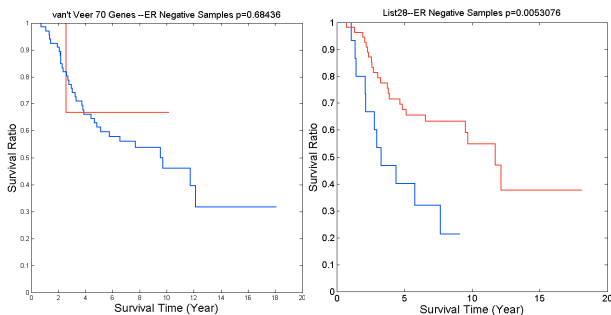 van't Veer 70 Genes --ER Negative Samples p=0.68436
1
0.9
0.8
0.7
0.6
0.5
0.4
0.3
0.2
0.1
0
0 2 4 6 8 10 12 14 16 18 20
Survival Ratio
Survival Time (Year)
List28--ER Negative Samples p=0.0053076
1
0.9
0.8
0.7
0.6
0.5
0.4
0.3
0.2
0.1
0
0 5 10 15 20
Survival Ratio
Survival Time (Year)